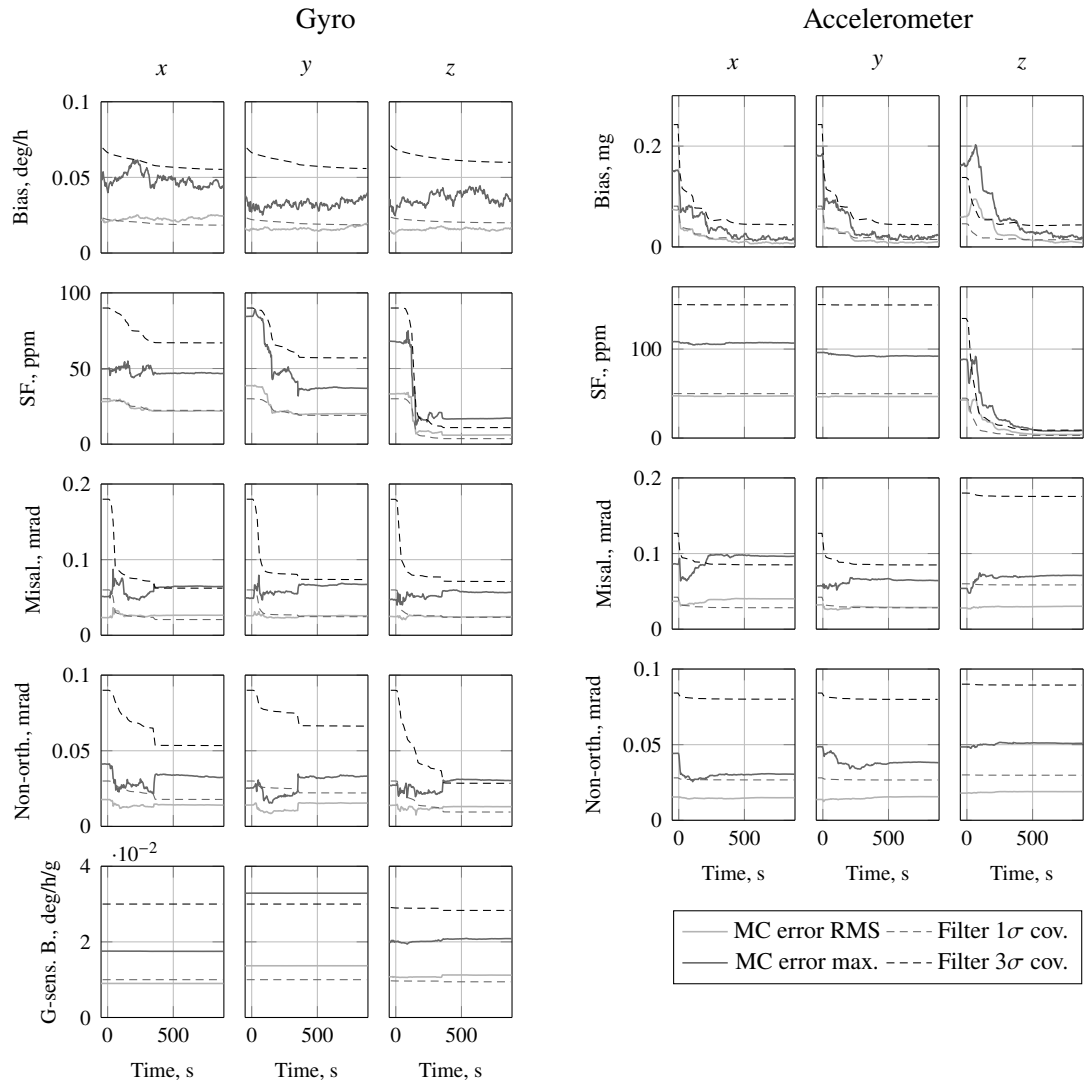 Gyro
Accelerometer
x
y
z
x
y
z
Bias, deg/h
0.1
0.05
0
SF., ppm
100
50
0
Misal., mrad
0.2
0.1
0
Non-orth., mrad
0.1
0.05
0
G-sens. B., deg/h/g
·10−2
4
2
0
0
500
0
500
0
500
Time, s
Time, s
Time, s
Bias, mg
0.2
0
SF., ppm
100
0
Misal., mrad
0.2
0.1
0
Non-orth., mrad
0.1
0.05
0
0
500
0
500
0
500
Time, s
Time, s
Time, s
MC error RMS
Filter 1σ cov.
MC error max.
Filter 3σ cov.